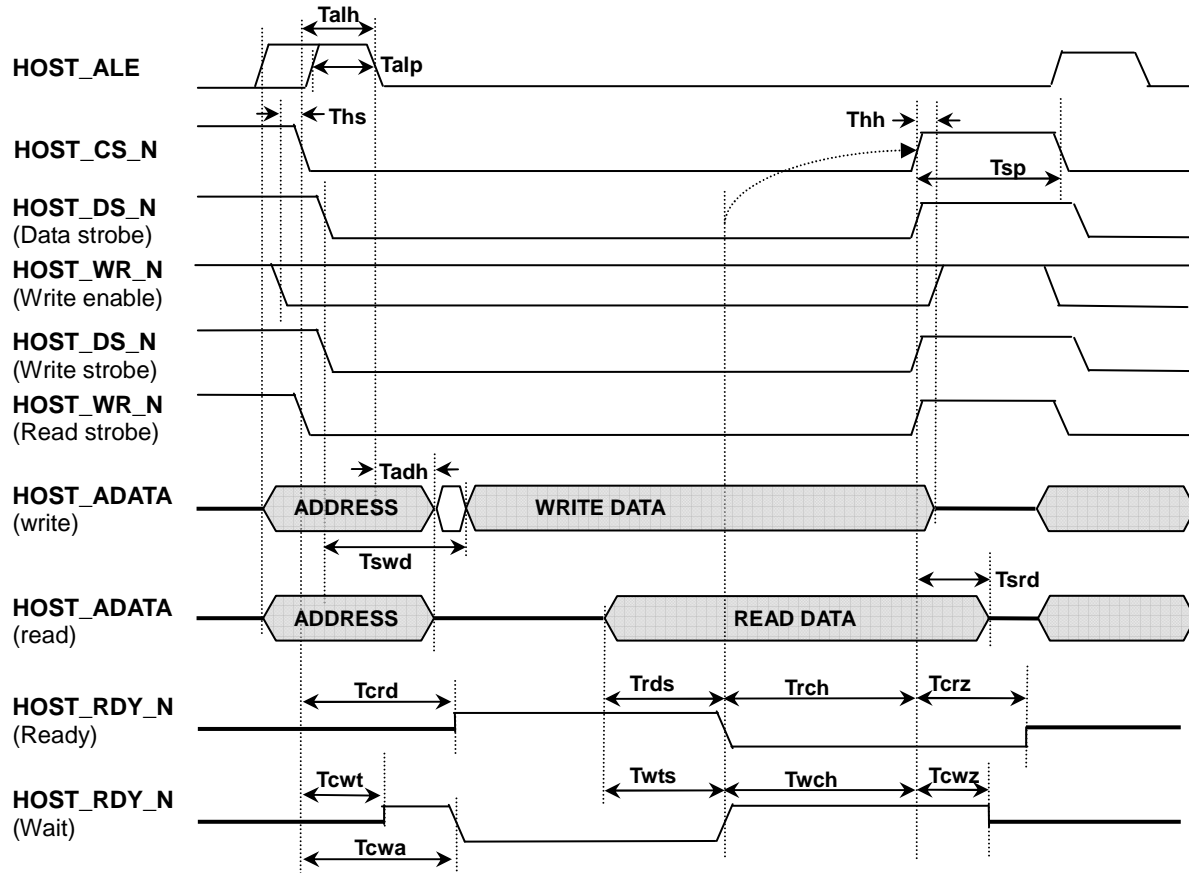 Talh
HOST_ALE
Talp
Ths
Thh
HOST_CS_N
Tsp
HOST_DS_N
(Data strobe)
HOST_WR_N
(Write enable)
HOST_DS_N
(Write strobe)
HOST_WR_N
(Read strobe)
Tadh
HOST_ADATA
(write)
ADDRESS
WRITE DATA
Tswd
Tsrd
HOST_ADATA
(read)
ADDRESS
READ DATA
Tcrd
Trds
Trch
Tcrz
HOST_RDY_N
(Ready)
Tcwt
Twts
Twch
Tcwz
HOST_RDY_N
(Wait)
Tcwa